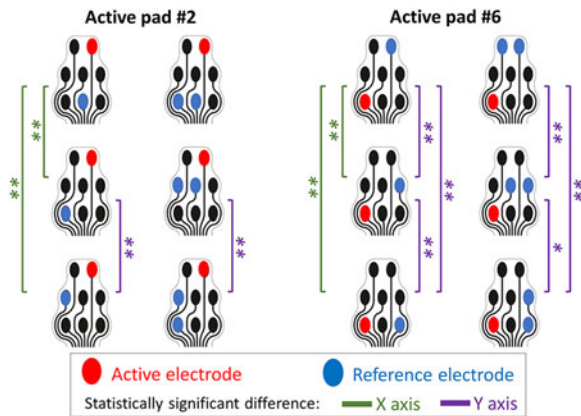 Active pad #2
Active pad #6
**
**
**
**
**
**
**
**
**
**
**
*
Active electrode
Reference electrode
Statistically significant difference: X axis Y axis